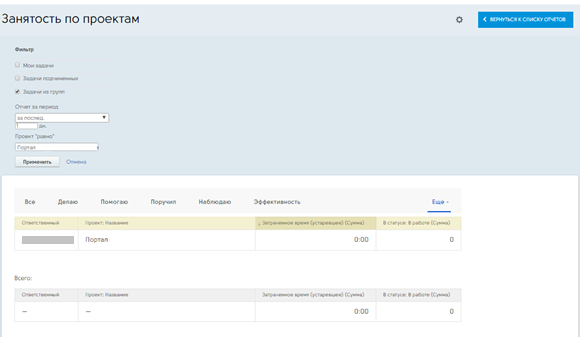 Занятость по проектам
ВЕРНУТЬСЯ К СПИСКУ ОТЧЕТОВ
Фильтр
Мои задачи
Задачи подчиненных
Задачи из групп
Отчет за период
за послед.
дн.
Проект "равно"
Портал
Применить Отмена
Все Делаю Помогаю Поручил Наблюдаю Эффективность Еще
Ответственный Проект: Название Затраченное время (устаревшее) (Сумма) В статусе: В работе (Сумма)
Портал 0:00 0
Всего:
Ответственный Проект: Название Затраченное время (устаревшее) (Сумма) В статусе: В работе (Сумма)
— — 0:00 0